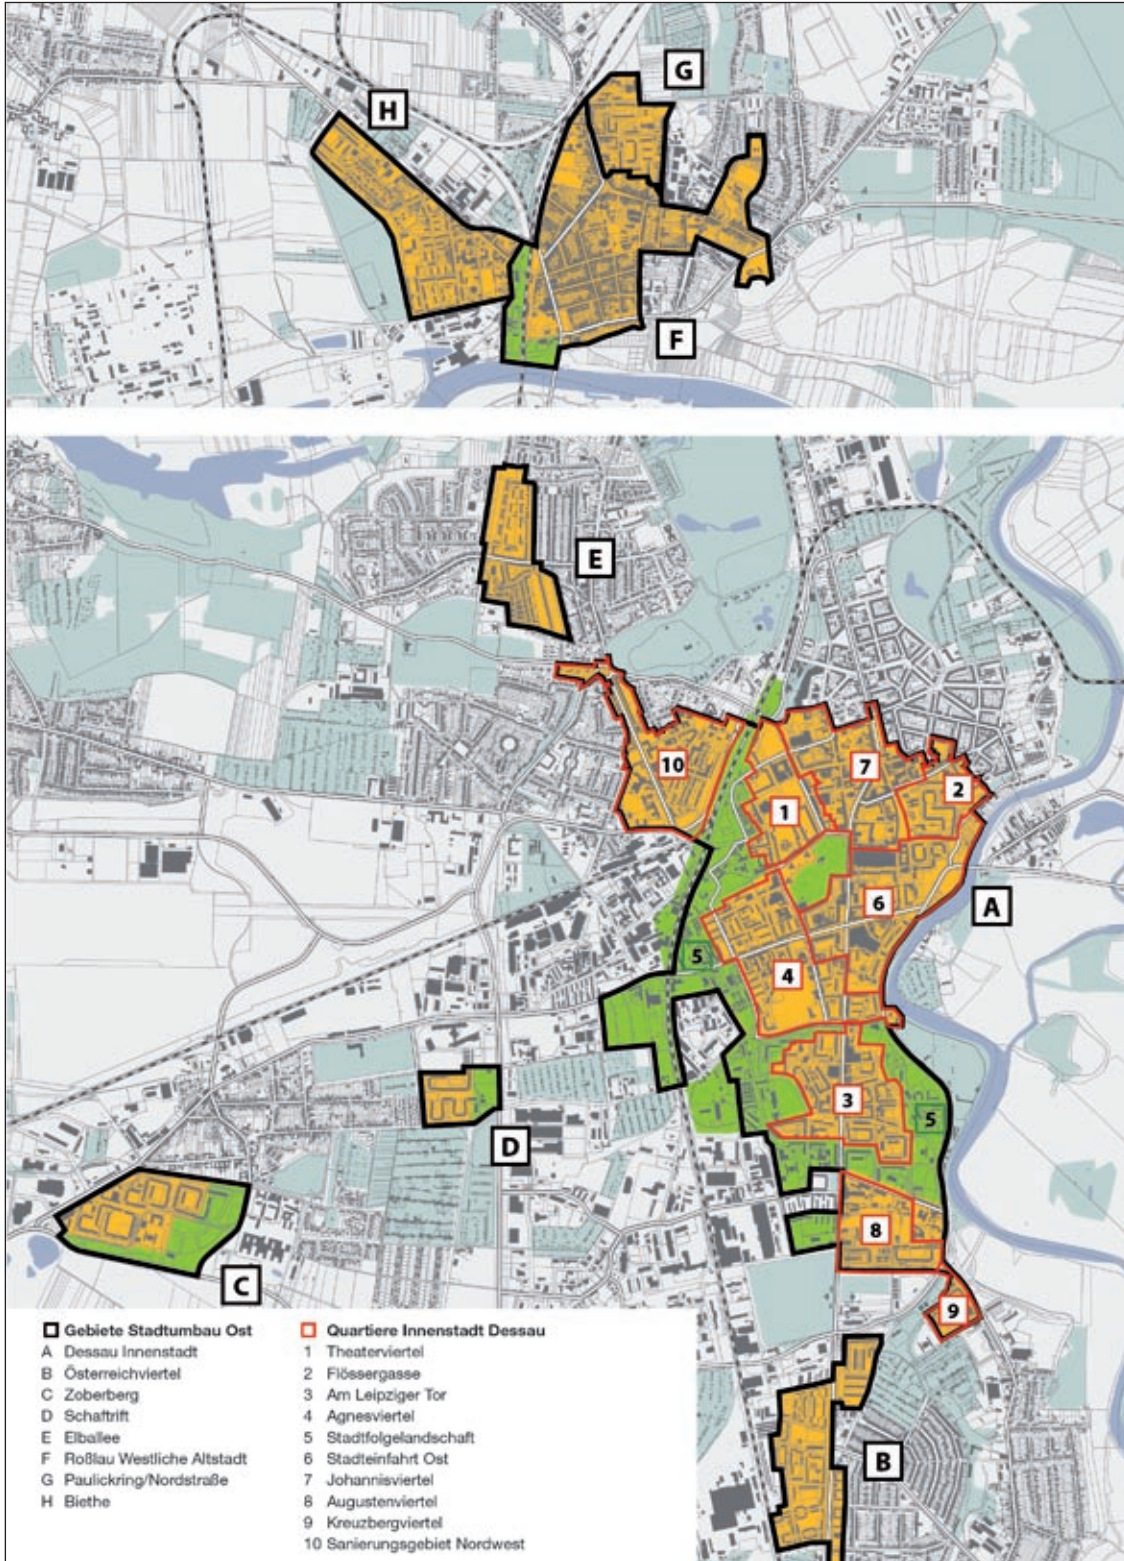 G
H
F
E
10
7
2
1
6
A
5
4
3
5
D
8
C
9
B
Gebiete Stadtumbau Ost
A Dessau Innenstadt
B Österreichviertel
C Zoberberg
D Schaftrift
E Elballee
F Roßlau Westliche Altstadt
G Paulickring/Nordstraße
H Biethe
Quartiere Innenstadt Dessau
1 Theaterviertel
2 Flössergasse
3 Am Leipziger Tor
4 Agnesviertel
5 Stadtfolgelandschaft
6 Stadteinfahrt Ost
7 Johannisviertel
8 Augustenviertel
9 Kreuzbergviertel
10 Sanierungsgebiet Nordwest